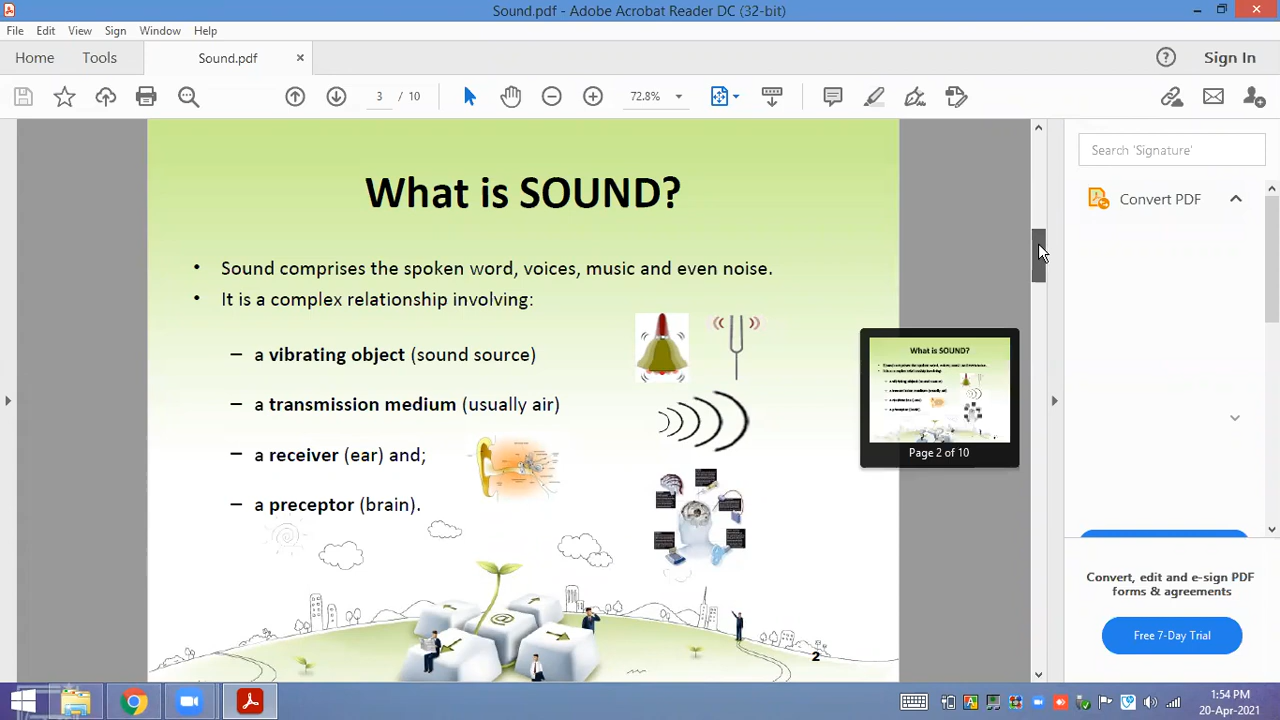 Sound.pdf - Adobe Acrobat Reader DC (32-bit)
File Edit View Sign Window Help
Home Tools Sound.pdf × ? Sign In
3 / 10 72.8%
Search 'Signature'
Convert PDF
What is SOUND?
• Sound comprises the spoken word, voices, music and even noise.
• It is a complex relationship involving:
– a vibrating object (sound source)
– a transmission medium (usually air)
– a receiver (ear) and;
– a preceptor (brain).
@
2
What is SOUND?
Page 2 of 10
Convert, edit and e-sign PDF
forms & agreements
Free 7-Day Trial
1:54 PM
20-Apr-2021